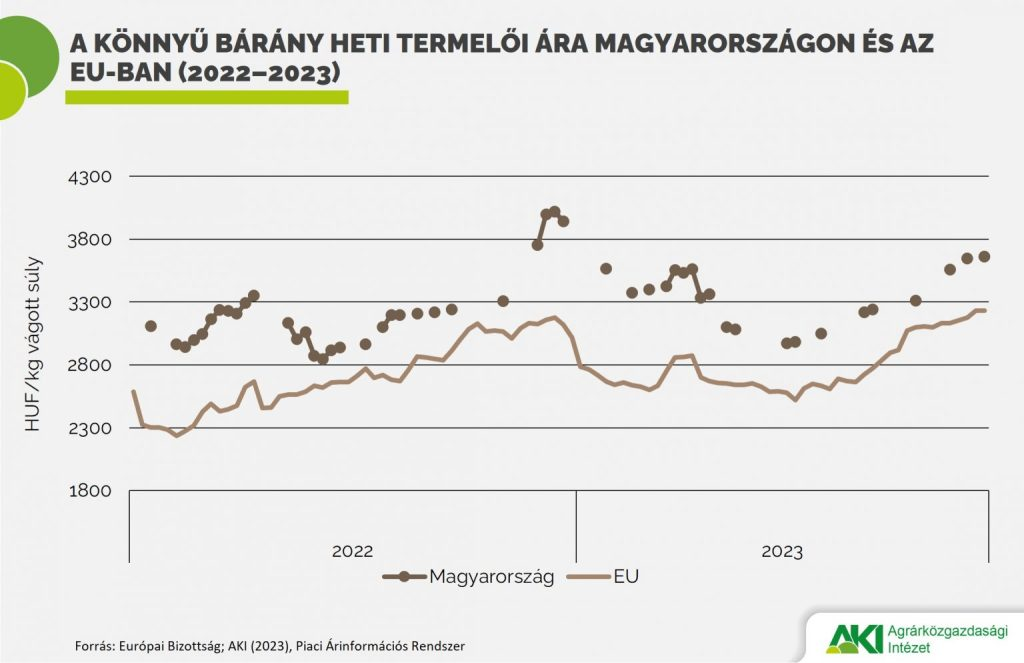 A KÖNNYŰ BÁRÁNY HETI TERMELŐI ÁRA MAGYARORSZÁGON ÉS AZ
EU-BAN (2022–2023)
HUF/kg vágott súly
4300
3800
3300
2800
2300
1800
2022
2023
Magyarország
EU
Forrás: Európai Bizottság; AKI (2023), Piaci Árinformációs Rendszer
AKI
Agrárközgazdasági
Intézet